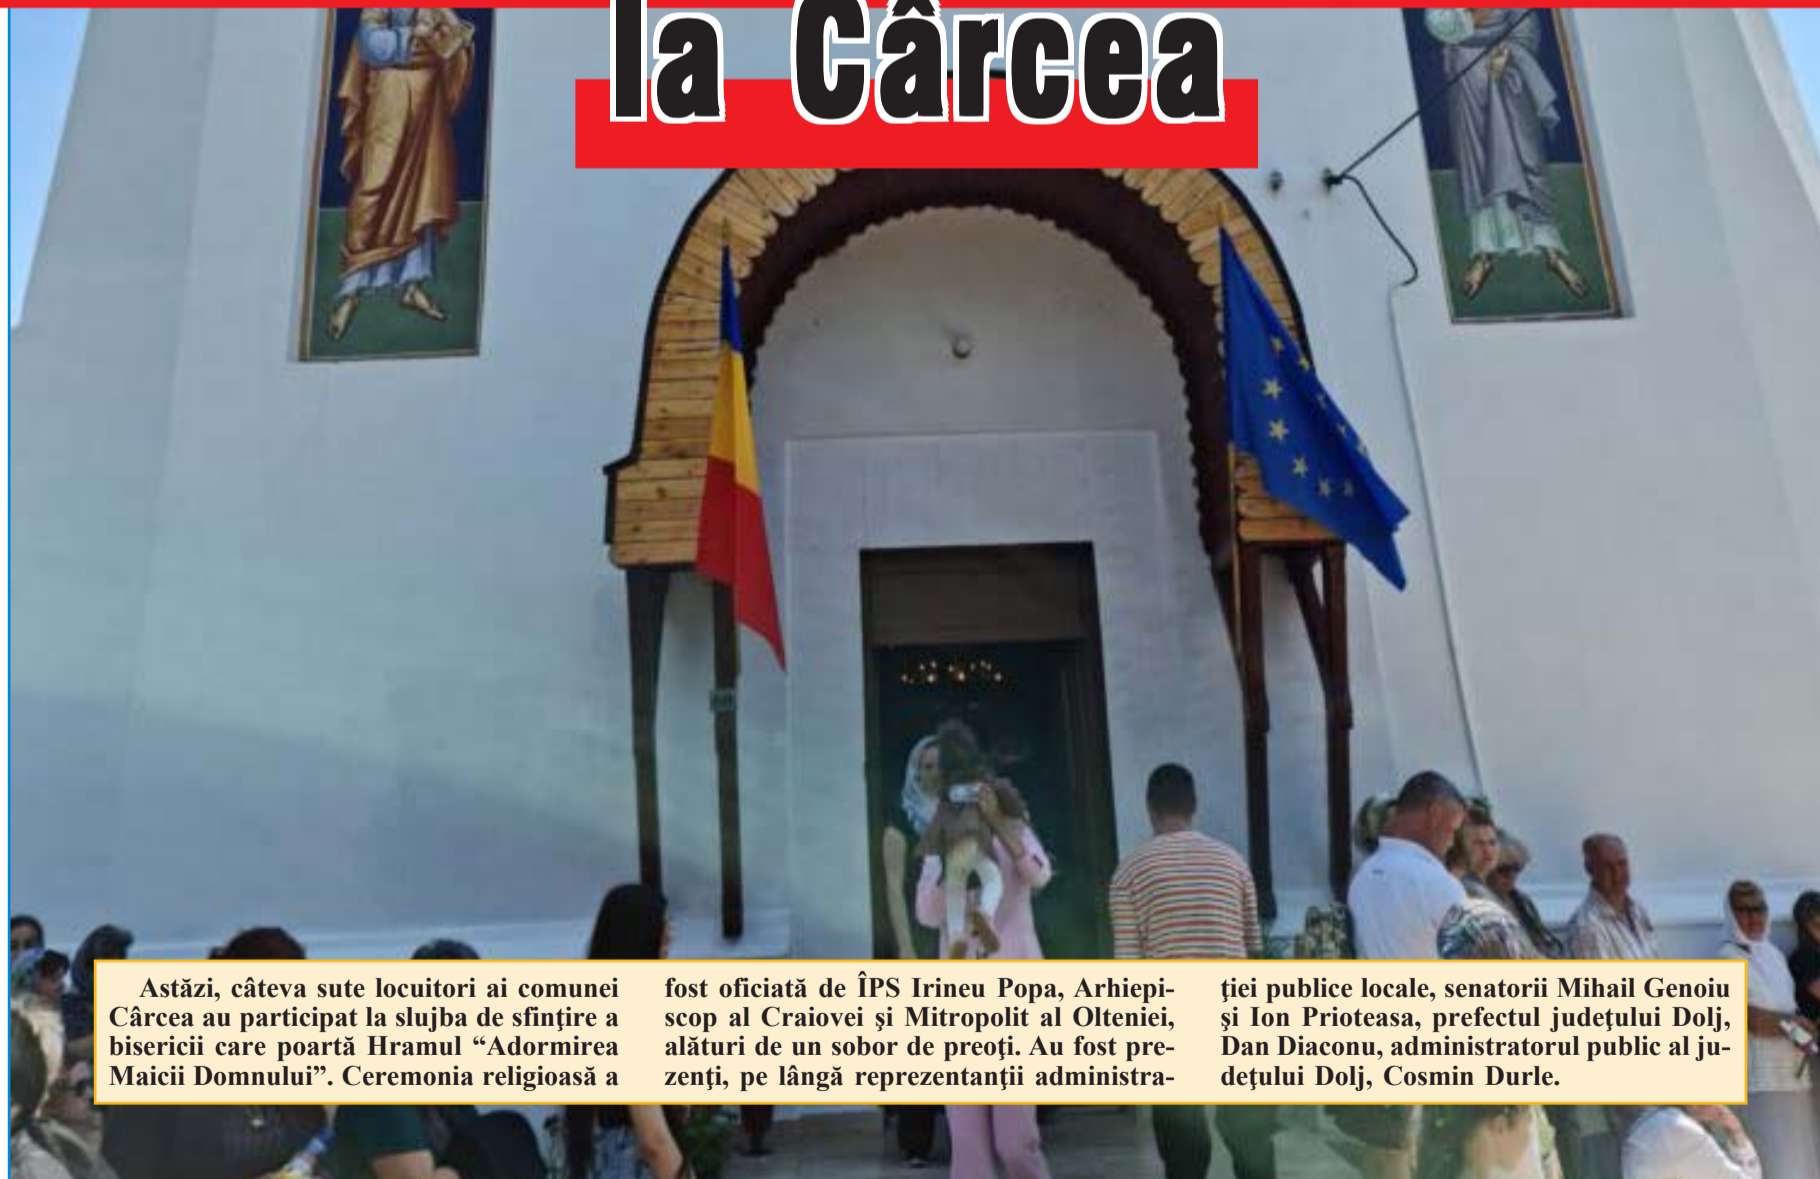 la Cârcea
Astăzi, câteva sute locuitori ai comunei
Cârcea au participat la slujba de sfinţire a
bisericii care poartă Hramul “Adormirea
Maicii Domnului”. Ceremonia religioasă a
fost oficiată de ÎPS Irineu Popa, Arhiepi-
scop al Craiovei şi Mitropolit al Olteniei,
alături de un sobor de preoţi. Au fost pre-
zenţi, pe lângă reprezentanţii administra-
ţiei publice locale, senatorii Mihail Genoiu
şi Ion Prioteasa, prefectul judeţului Dolj,
Dan Diaconu, administratorul public al ju-
deţului Dolj, Cosmin Durle.